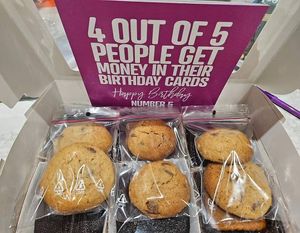 4 OUT OF 5
PEOPLE GET
MONEY IN THEIR
BIRTHDAY CARDS
Happy Birthday
NUMBER 5